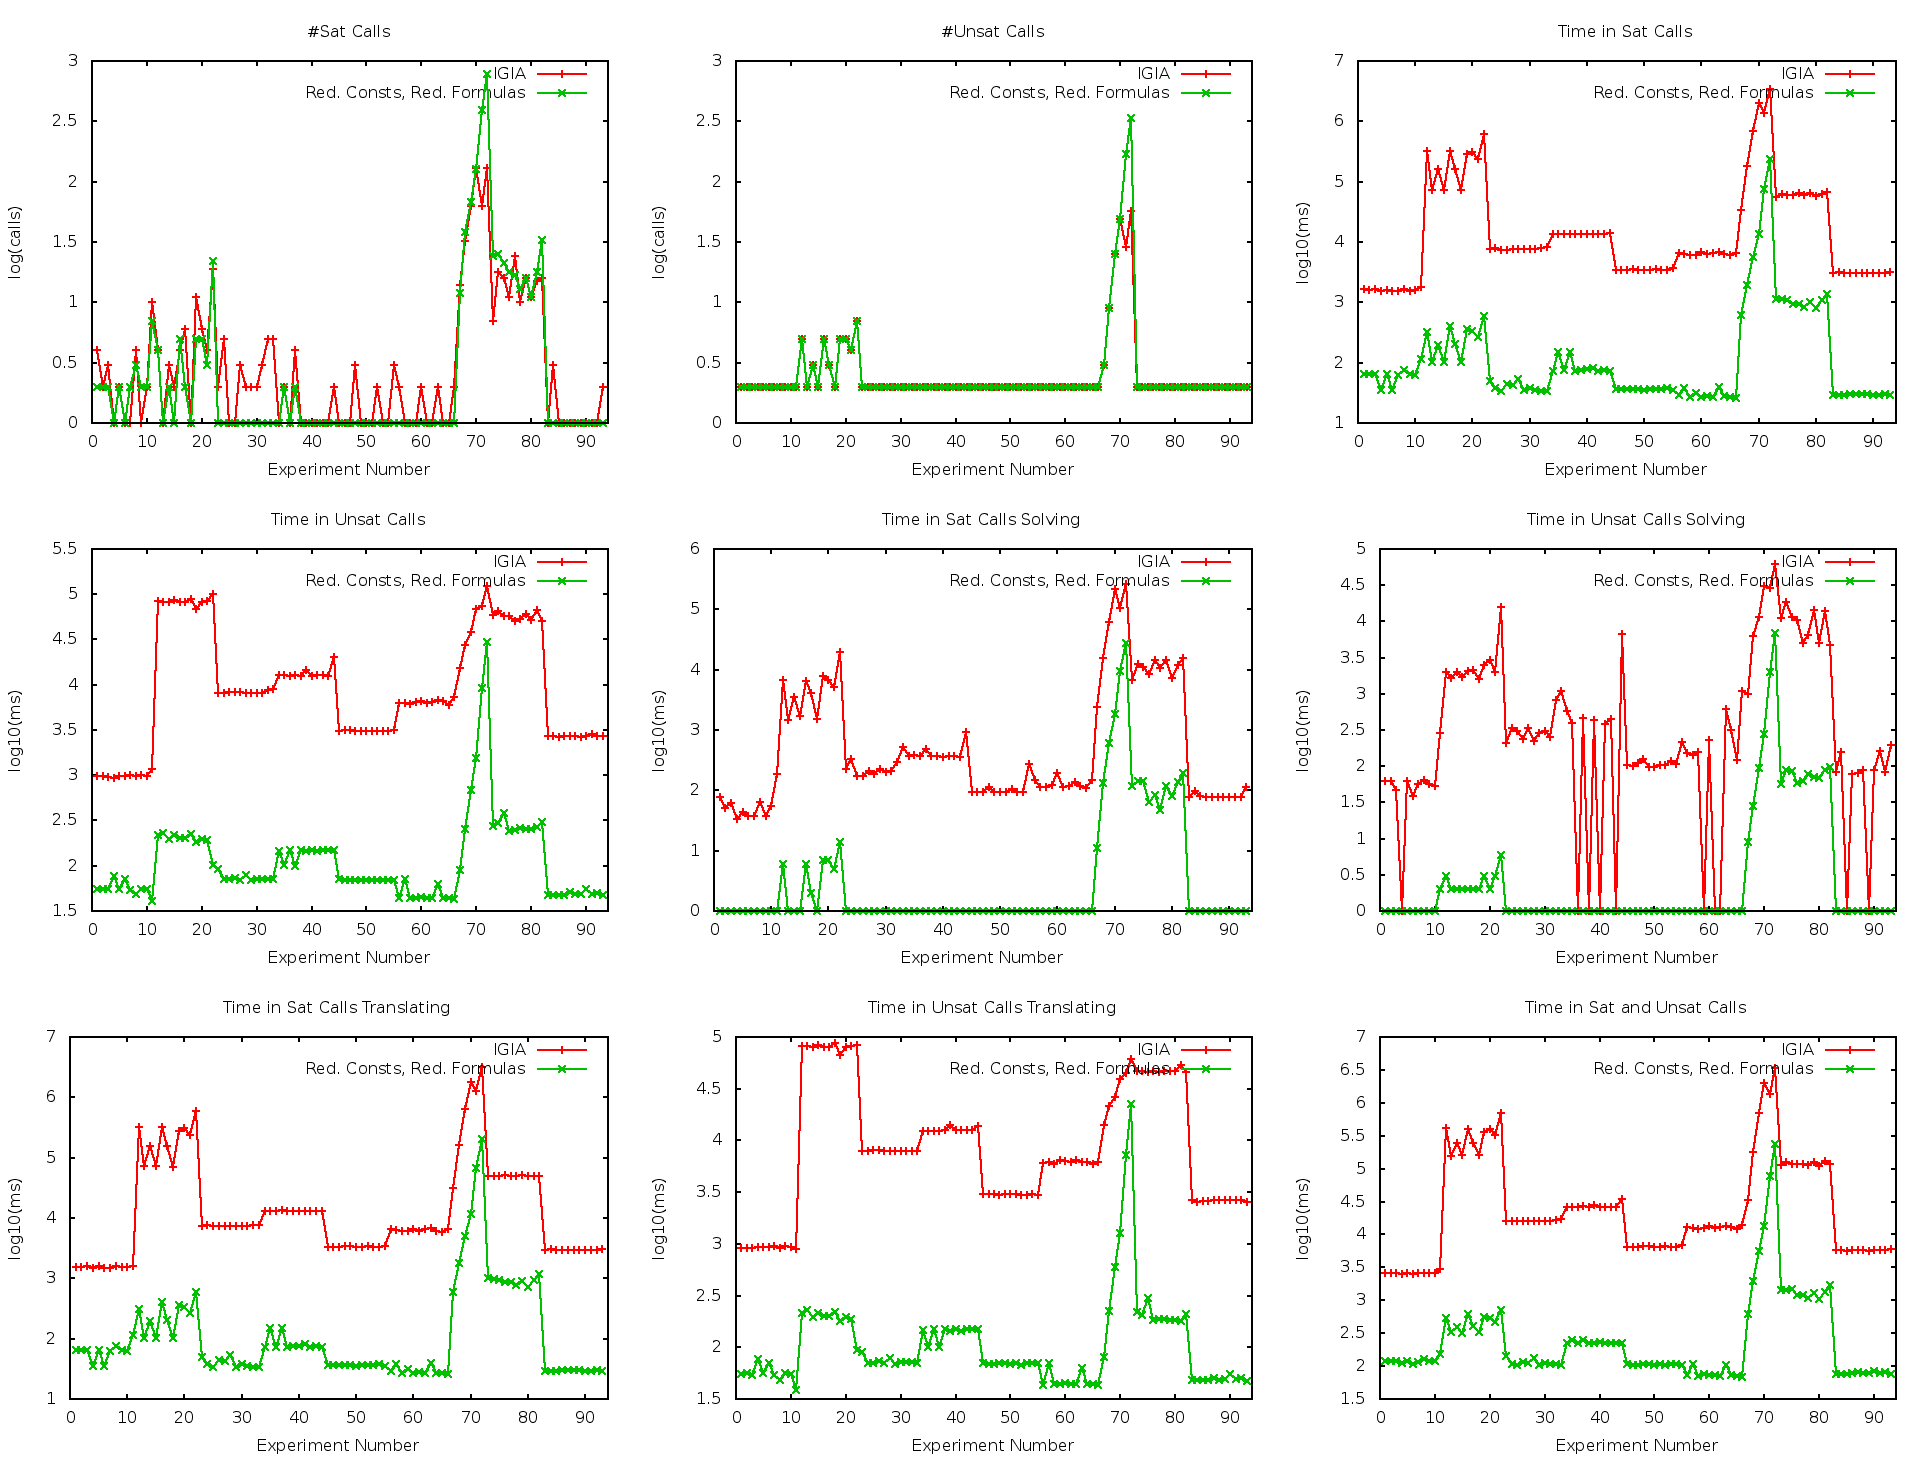 #Sat Calls
3
2.5
2
1.5
1
0.5
0
0 10 20 30 40 50 60 70 80 90
log(calls)
Experiment Number
IGIA
Red. Consts, Red. Formulas
#Unsat Calls
3
2.5
2
1.5
1
0.5
0
0 10 20 30 40 50 60 70 80 90
log(calls)
Experiment Number
IGIA
Red. Consts, Red. Formulas
Time in Sat Calls
7
6
5
4
3
2
1
0 10 20 30 40 50 60 70 80 90
log10(ms)
Experiment Number
IGIA
Red. Consts, Red. Formulas
Time in Unsat Calls
5.5
5
4.5
4
3.5
3
2.5
2
1.5
0 10 20 30 40 50 60 70 80 90
log10(ms)
Experiment Number
IGIA
Red. Consts, Red. Formulas
Time in Sat Calls Solving
6
5
4
3
2
1
0
0 10 20 30 40 50 60 70 80 90
log10(ms)
Experiment Number
IGIA
Red. Consts, Red. Formulas
Time in Unsat Calls Solving
5
4.5
4
3.5
3
2.5
2
1.5
1
0.5
0
0 10 20 30 40 50 60 70 80 90
log10(ms)
Experiment Number
IGIA
Red. Consts, Red. Formulas
Time in Sat Calls Translating
7
6
5
4
3
2
1
0 10 20 30 40 50 60 70 80 90
log10(ms)
Experiment Number
IGIA
Red. Consts, Red. Formulas
Time in Unsat Calls Translating
5
4.5
4
3.5
3
2.5
2
1.5
0 10 20 30 40 50 60 70 80 90
log10(ms)
Experiment Number
IGIA
Red. Consts, Red. Formulas
Time in Sat and Unsat Calls
7
6.5
6
5.5
5
4.5
4
3.5
3
2.5
2
1.5
0 10 20 30 40 50 60 70 80 90
log10(ms)
Experiment Number
IGIA
Red. Consts, Red. Formulas